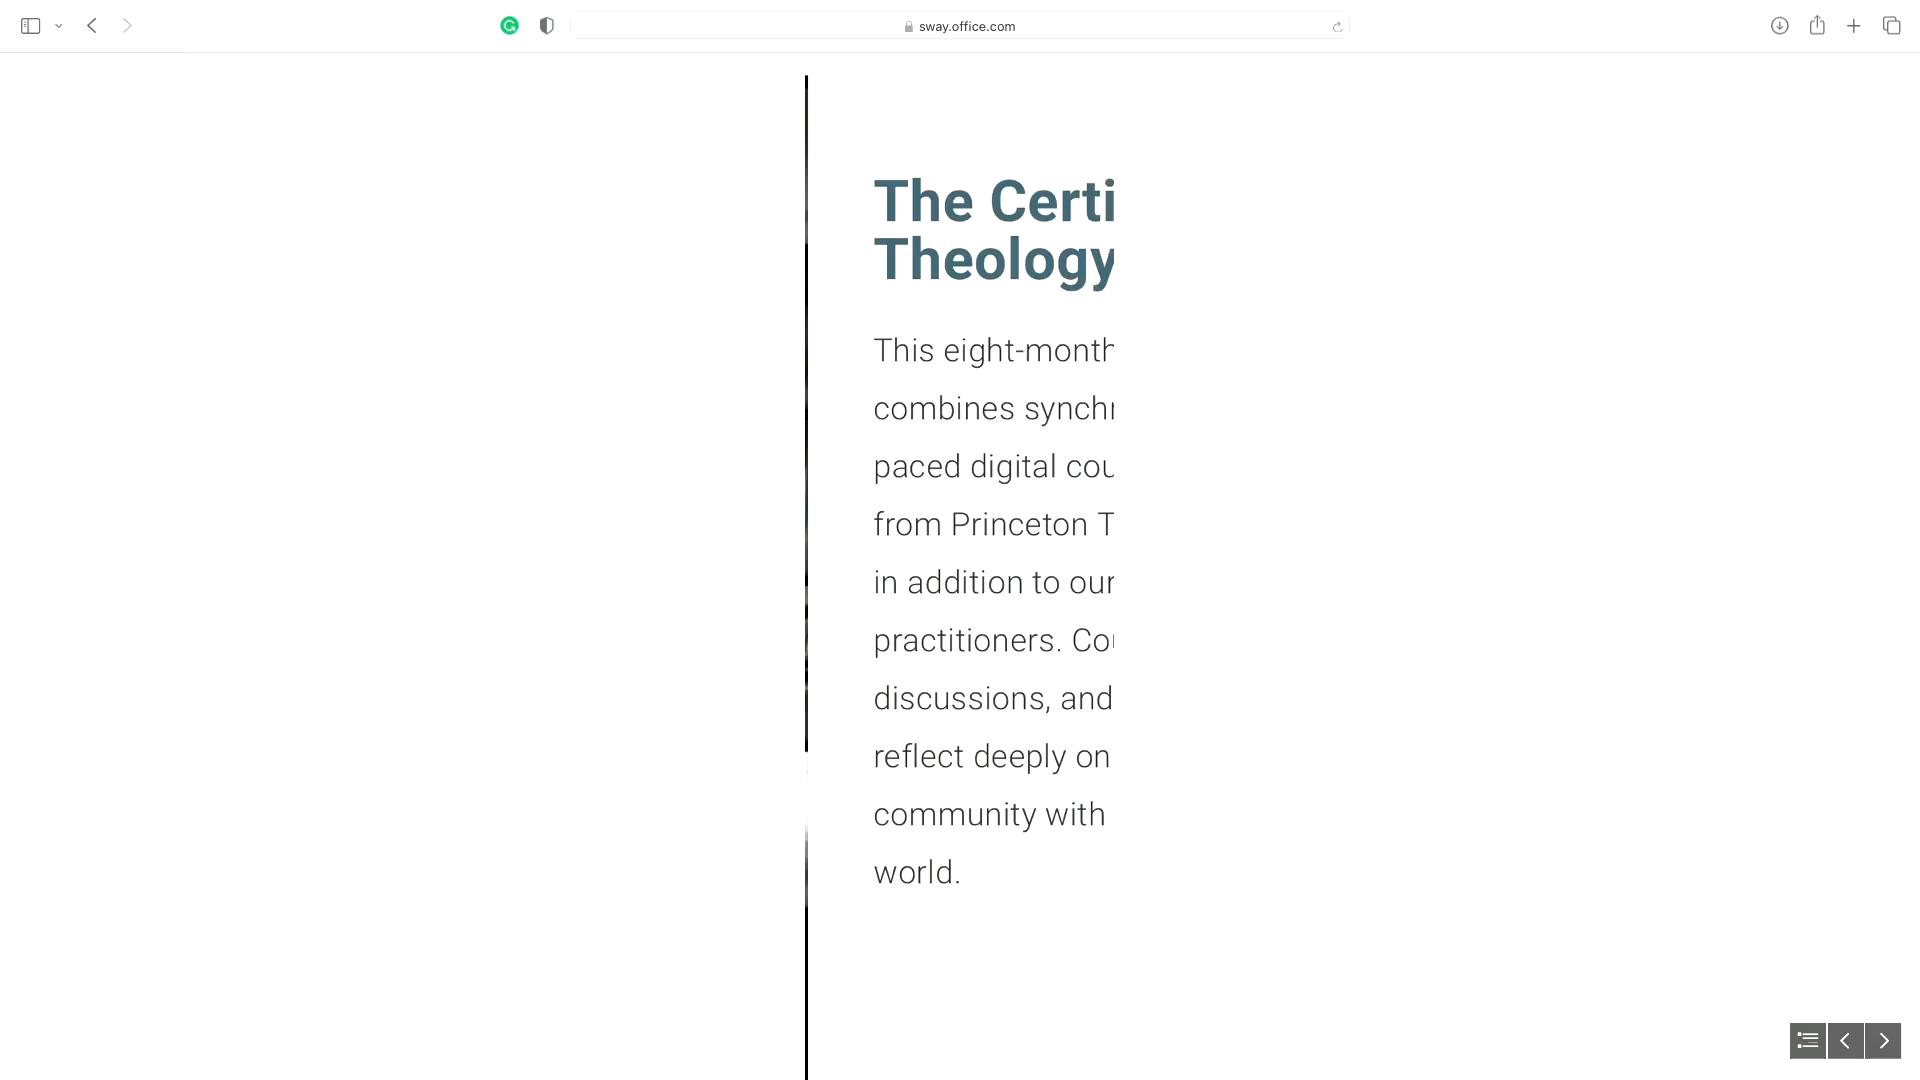 sway.office.com
The Certi
Theology
This eight-month
combines synchr
paced digital cou
from Princeton T
in addition to our
practitioners. Cou
discussions, and
reflect deeply on
community with
world.